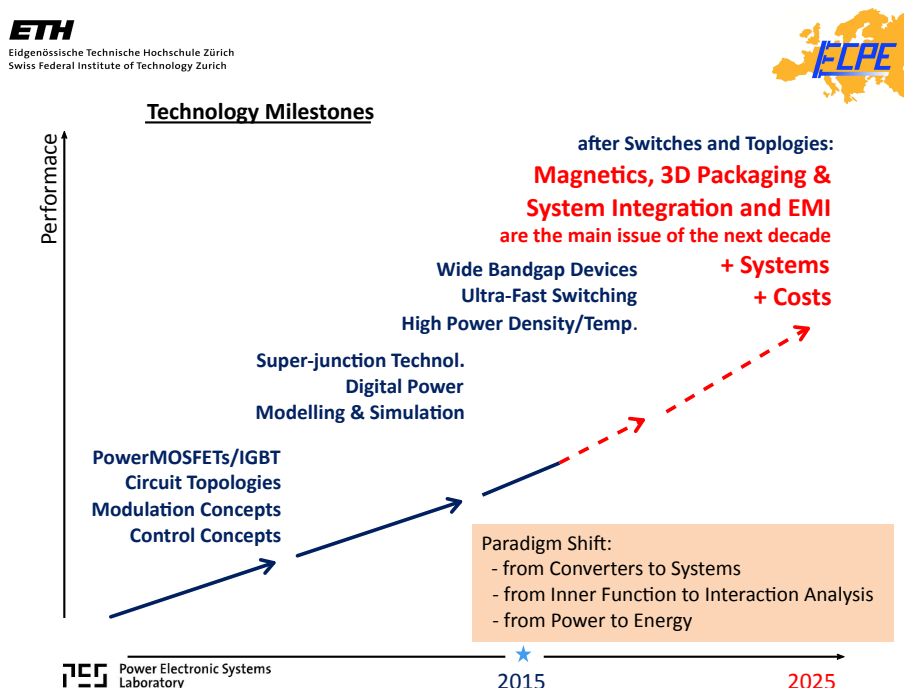 ETH
Eidgenössische Technische Hochschule Zürich
Swiss Federal Institute of Technology Zurich
ECPE
Technology Milestones
Performace
after Switches and Toplogies:
Magnetics, 3D Packaging &
System Integration and EMI
are the main issue of the next decade
+ Systems
+ Costs
Wide Bandgap Devices
Ultra-Fast Switching
High Power Density/Temp.
Super-junction Technol.
Digital Power
Modelling & Simulation
PowerMOSFETs/IGBT
Circuit Topologies
Modulation Concepts
Control Concepts
Paradigm Shift:
- from Converters to Systems
- from Inner Function to Interaction Analysis
- from Power to Energy
PES Power Electronic Systems
Laboratory
2015
2025